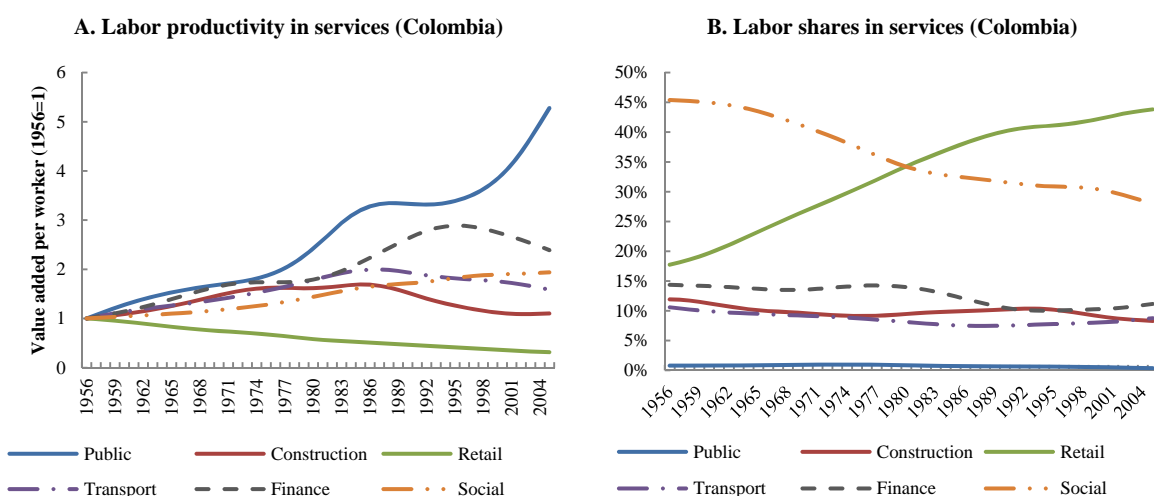 A. Labor productivity in services (Colombia)
Value added per worker (1956=1)
6
5
4
3
2
1
0
1956 1959 1962 1965 1968 1971 1974 1977 1980 1983 1986 1989 1992 1995 1998 2001 2004
Public Construction Retail
Transport Finance Social
B. Labor shares in services (Colombia)
50%
45%
40%
35%
30%
25%
20%
15%
10%
5%
0%
1956 1959 1962 1965 1968 1971 1974 1977 1980 1983 1986 1989 1992 1995 1998 2001 2004
Public Construction Retail
Transport Finance Social